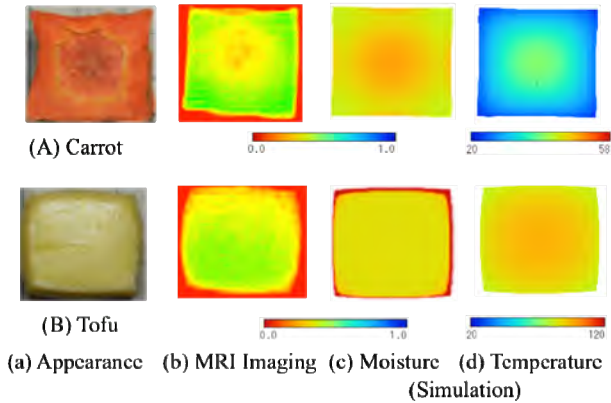 0.0 1.0 20 58
(A) Carrot
(B) Tofu
0.0 1.0 20 120
(a) Appearance (b) MRI Imaging (c) Moisture (d) Temperature
(Simulation)